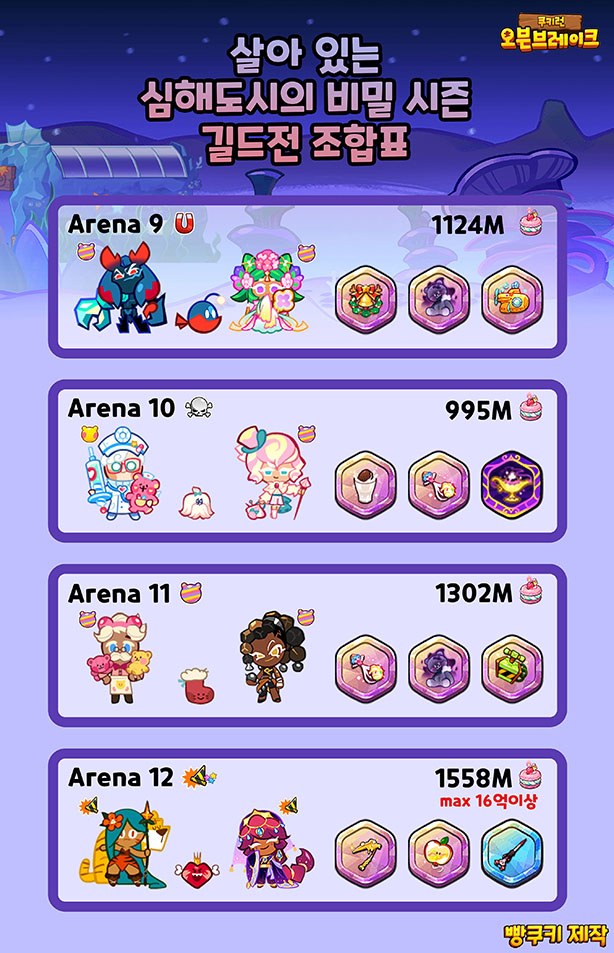 쿠키런
오븐브레이크
살아 있는
심해도시의 비밀 시즌
길드전 조합표
Arena 9
1124M
Arena 10
995M
Arena 11
1302M
Arena 12
1558M
max 16억이상
빵쿠키 제작